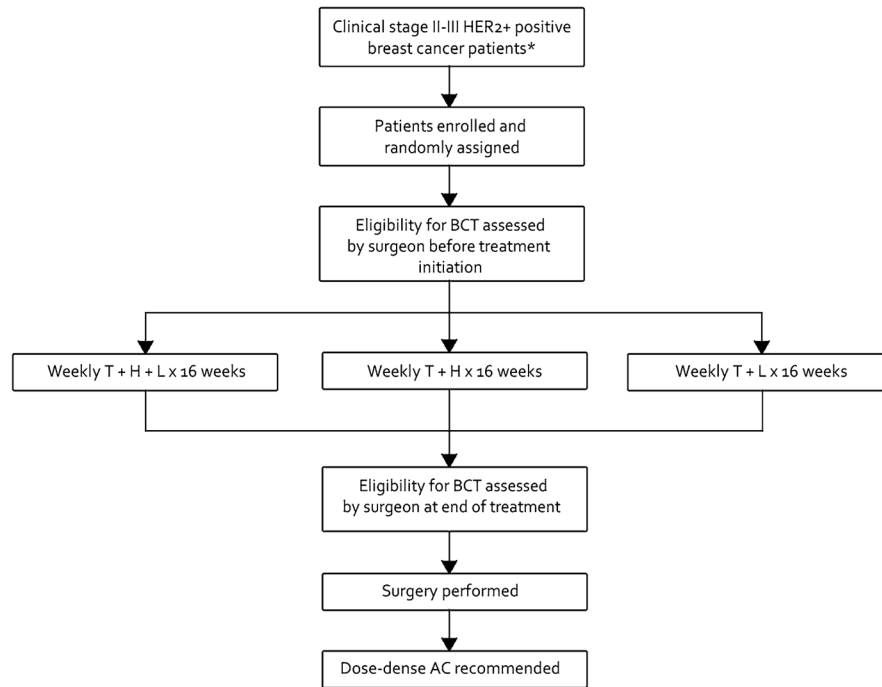 Clinical stage II-III HER2+ positive
breast cancer patients*
Patients enrolled and
randomly assigned
Eligibility for BCT assessed
by surgeon before treatment
initiation
Weekly T + H + L x 16 weeks
Weekly T + H x 16 weeks
Weekly T + L x 16 weeks
Eligibility for BCT assessed
by surgeon at end of treatment
Surgery performed
Dose-dense AC recommended